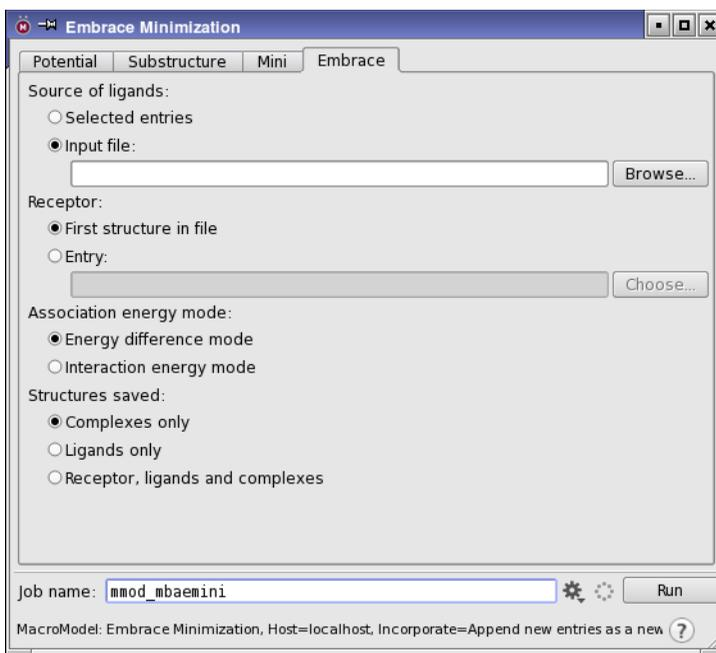 Embrace Minimization
Potential Substructure Mini Embrace
Source of ligands:
Selected entries
Input file:
Browse...
Receptor:
First structure in file
Entry:
Choose...
Association energy mode:
Energy difference mode
Interaction energy mode
Structures saved:
Complexes only
Ligands only
Receptor, ligands and complexes
Job name: mmod_mbaemini Run
MacroModel: Embrace Minimization, Host=localhost, Incorporate=Append new entries as a new ?